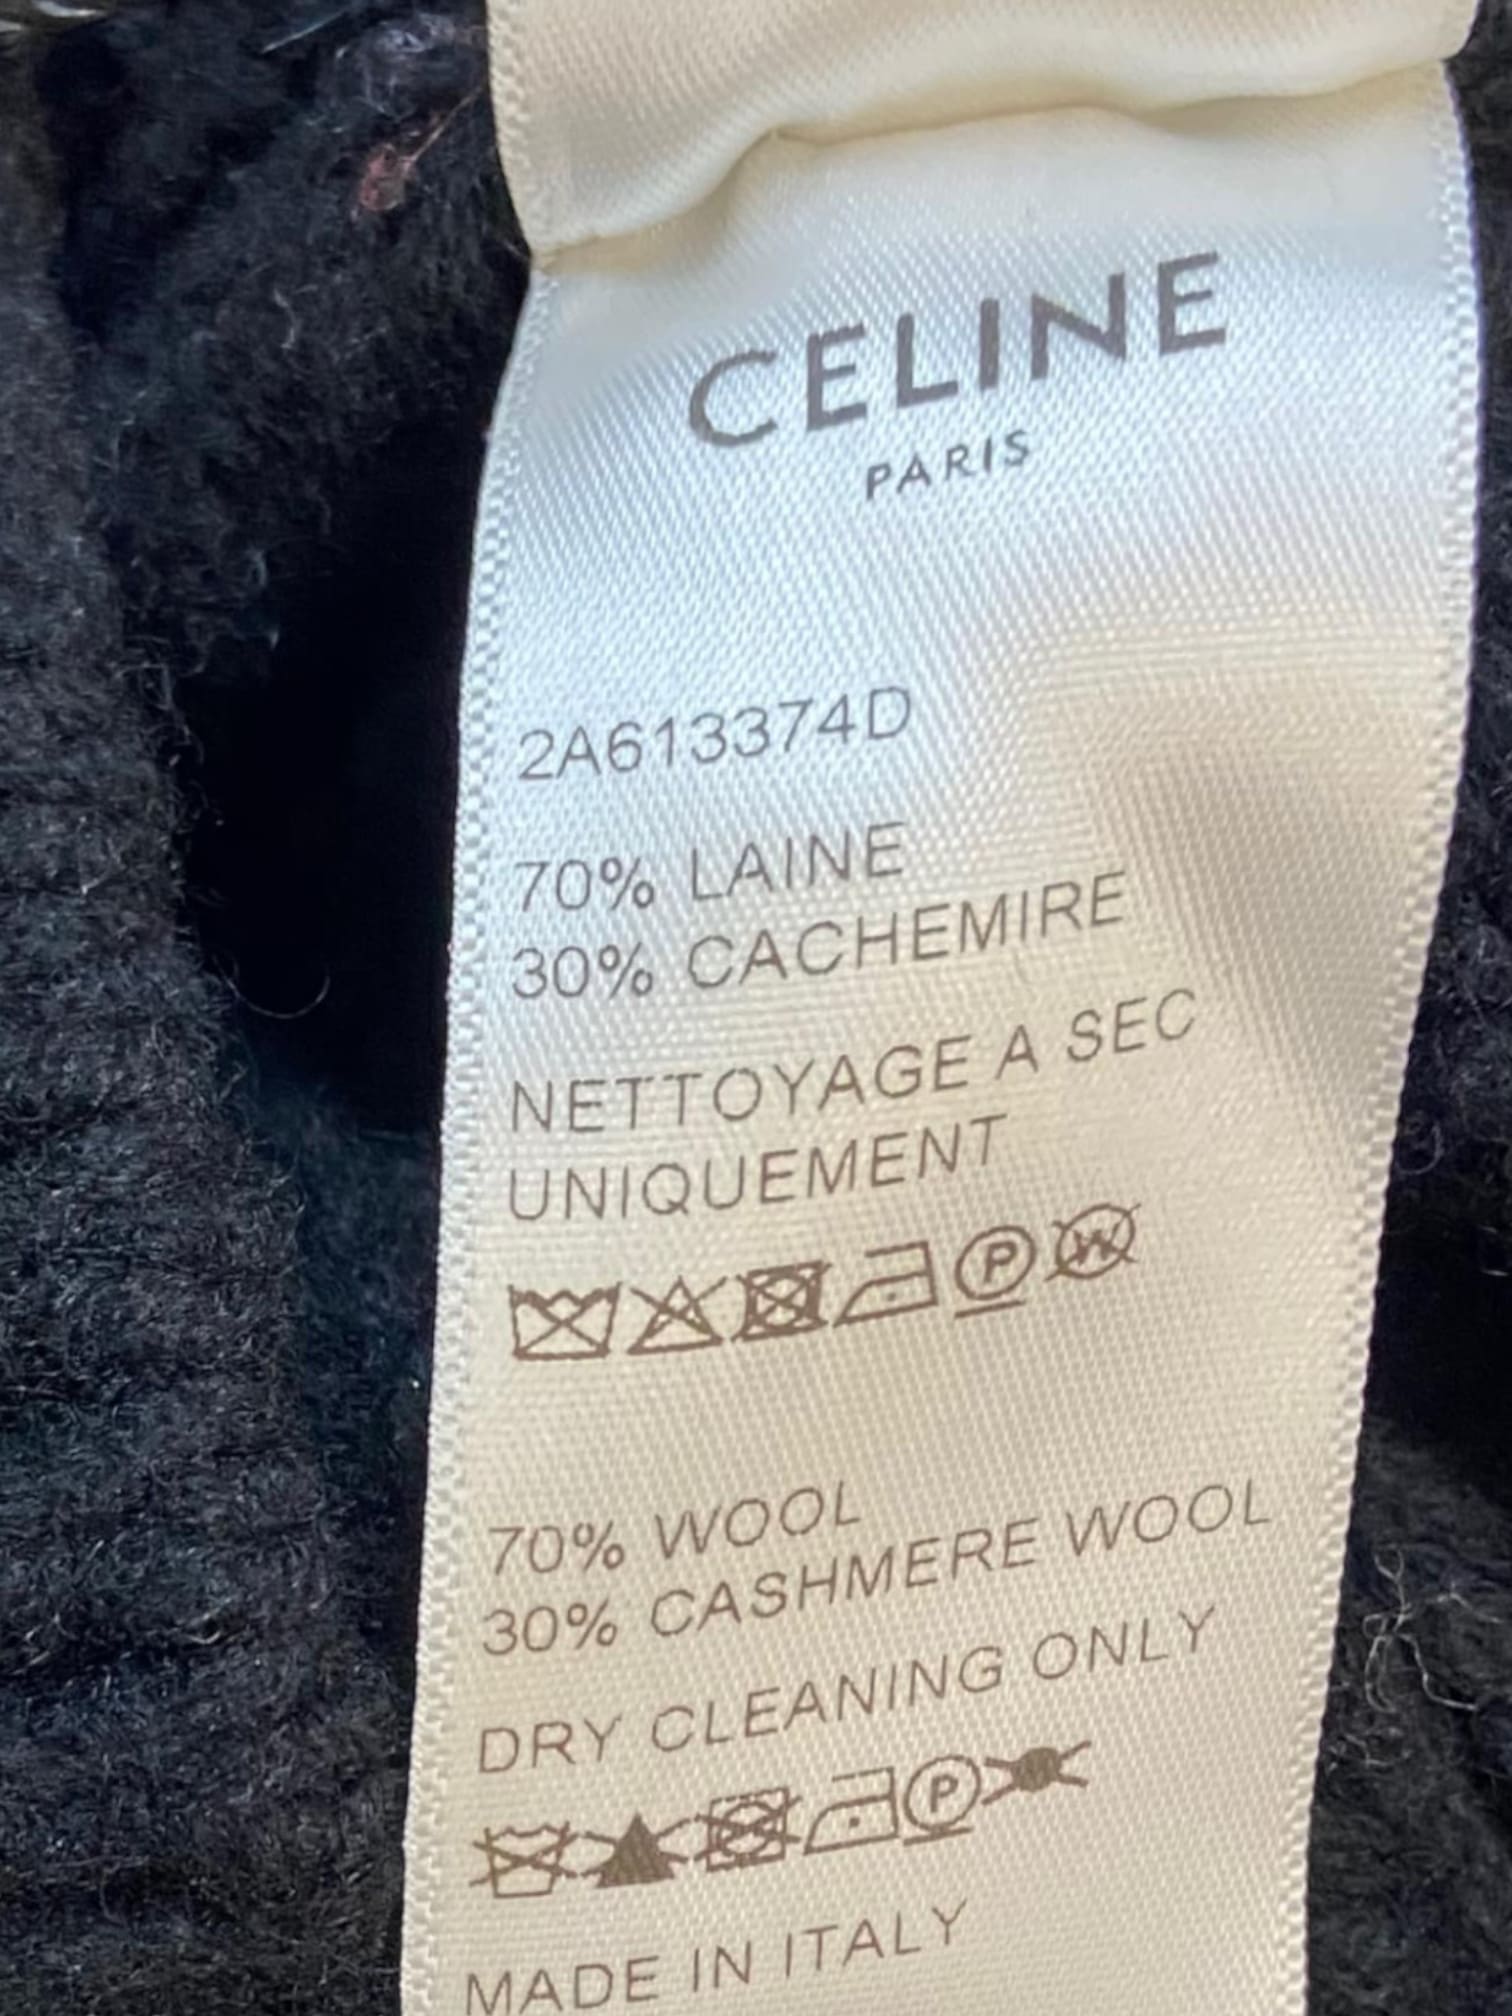 CELINE
PARIS
2A613374D
70% LAINE
30% CACHEMIRE
NETTOYAGE A SEC
UNIQUEMENT
P W
70% WOOL
30% CASHMERE WOOL
DRY CLEANING ONLY
P
MADE IN ITALY